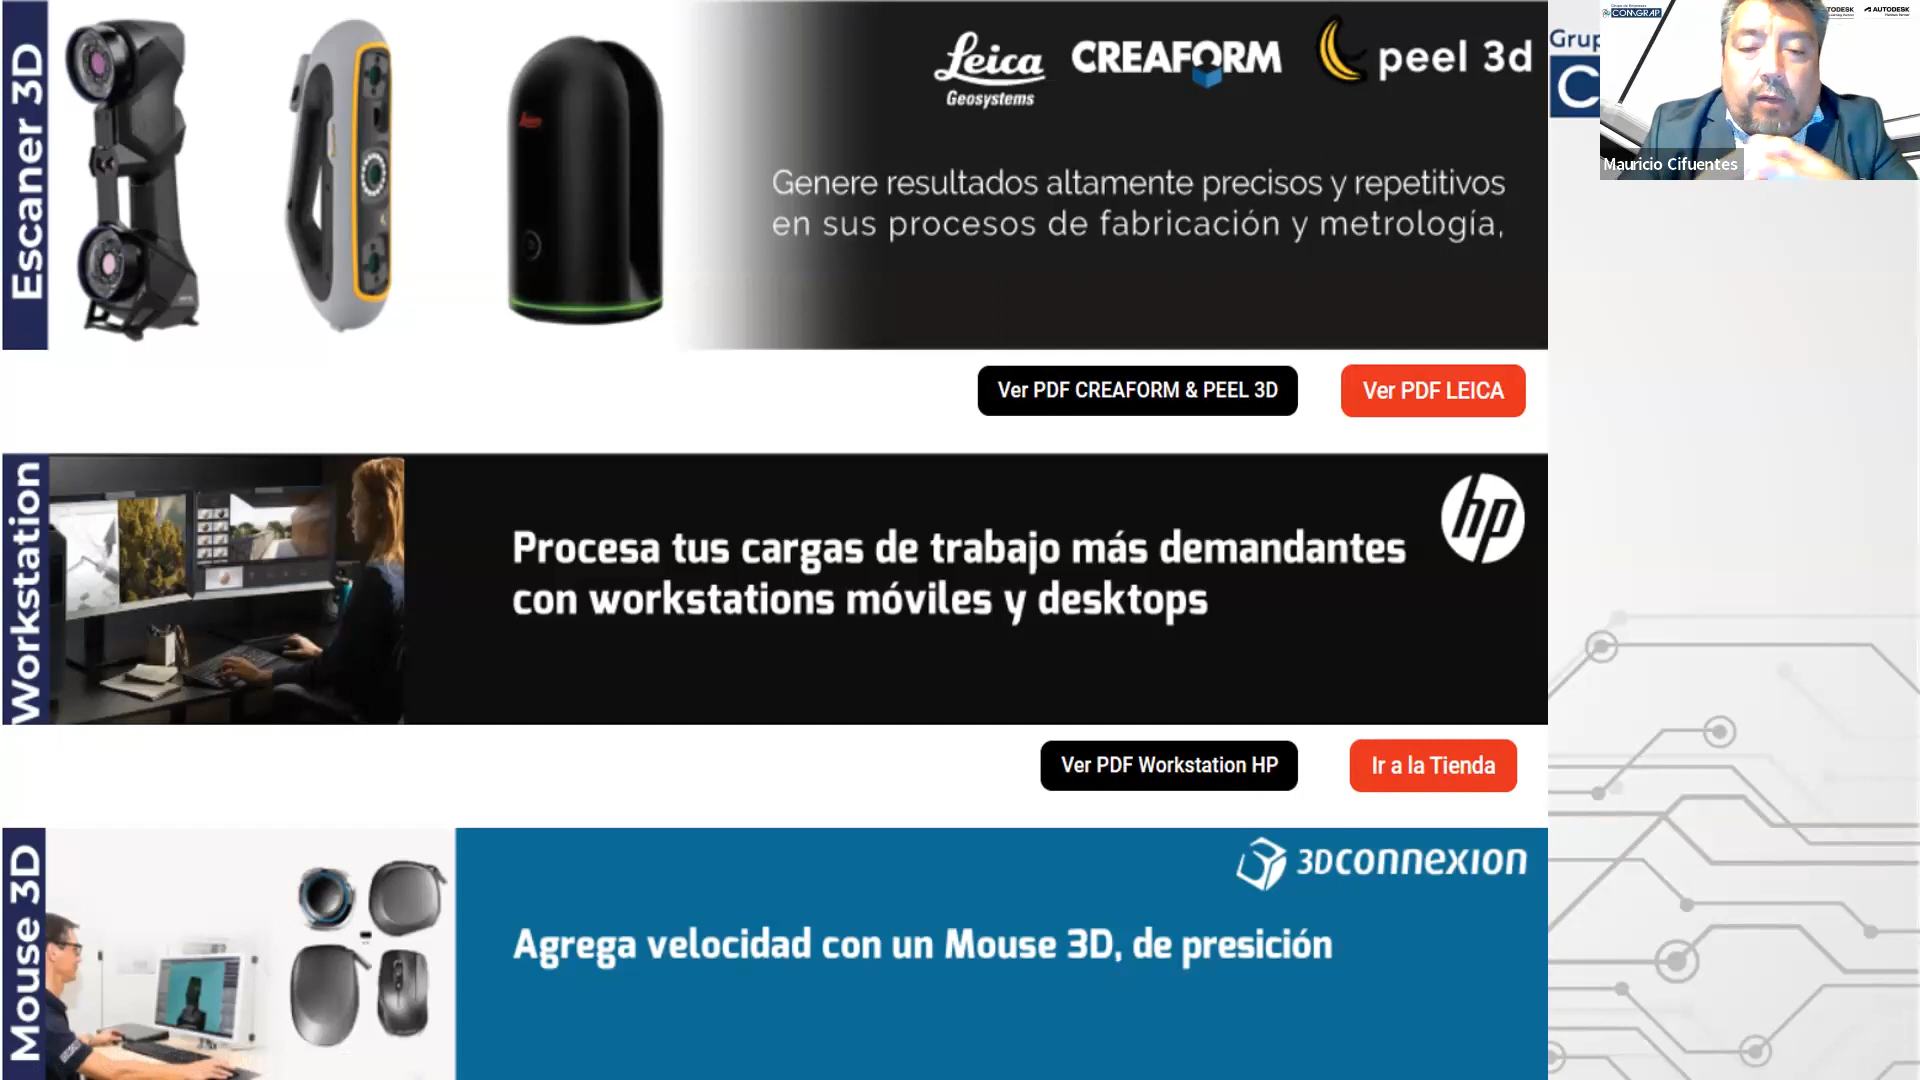 Escaner 3D
Leica
Geosystems
CREAFORM
peel 3d
Genere resultados altamente precisos y repetitivos
en sus procesos de fabricación y metrología,
Ver PDF CREAFORM & PEEL 3D
Ver PDF LEICA
Workstation
hp
Procesa tus cargas de trabajo más demandantes
con workstations móviles y desktops
Ver PDF Workstation HP
Ir a la Tienda
Mouse 3D
3DCONNEXION
Agrega velocidad con un Mouse 3D, de presición
Grup
C
COMGRAP
AUTODESK
Mauricio Cifuentes